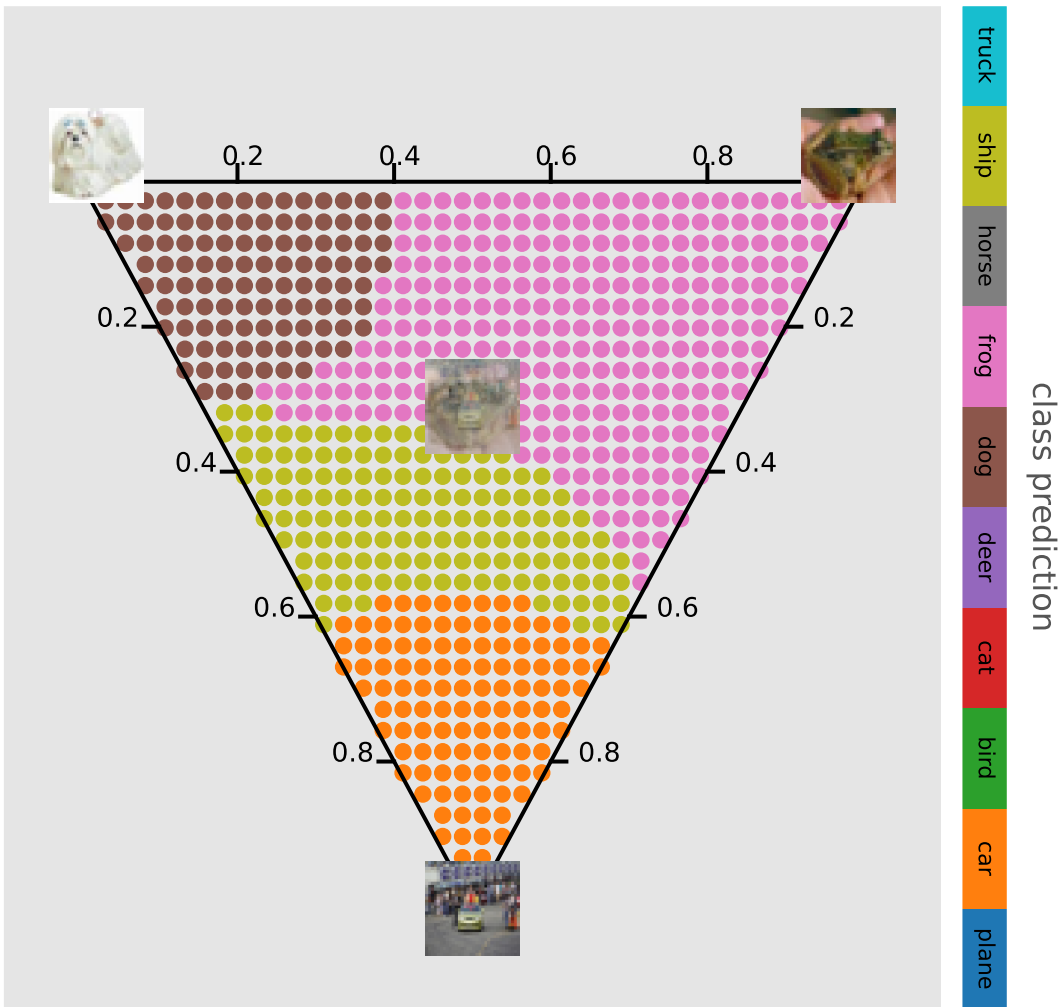 0.2 0.4 0.6 0.8
0.2 0.2
0.4 0.4
0.6 0.6
0.8 0.8
truck
ship
horse
frog
dog
deer
cat
bird
car
plane
class prediction